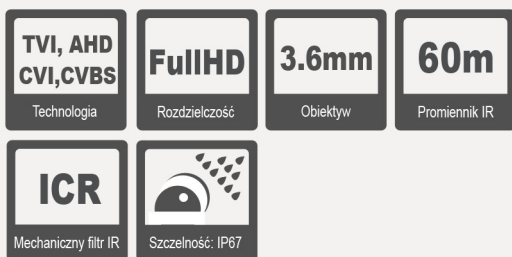 TVI, AHD
CVI,CVBS
Technologia
FullHD
Rozdzielczość
3.6mm
Obiektyw
60m
Promiennik IR
ICR
Mechaniczny filtr IR
Szczelność: IP67